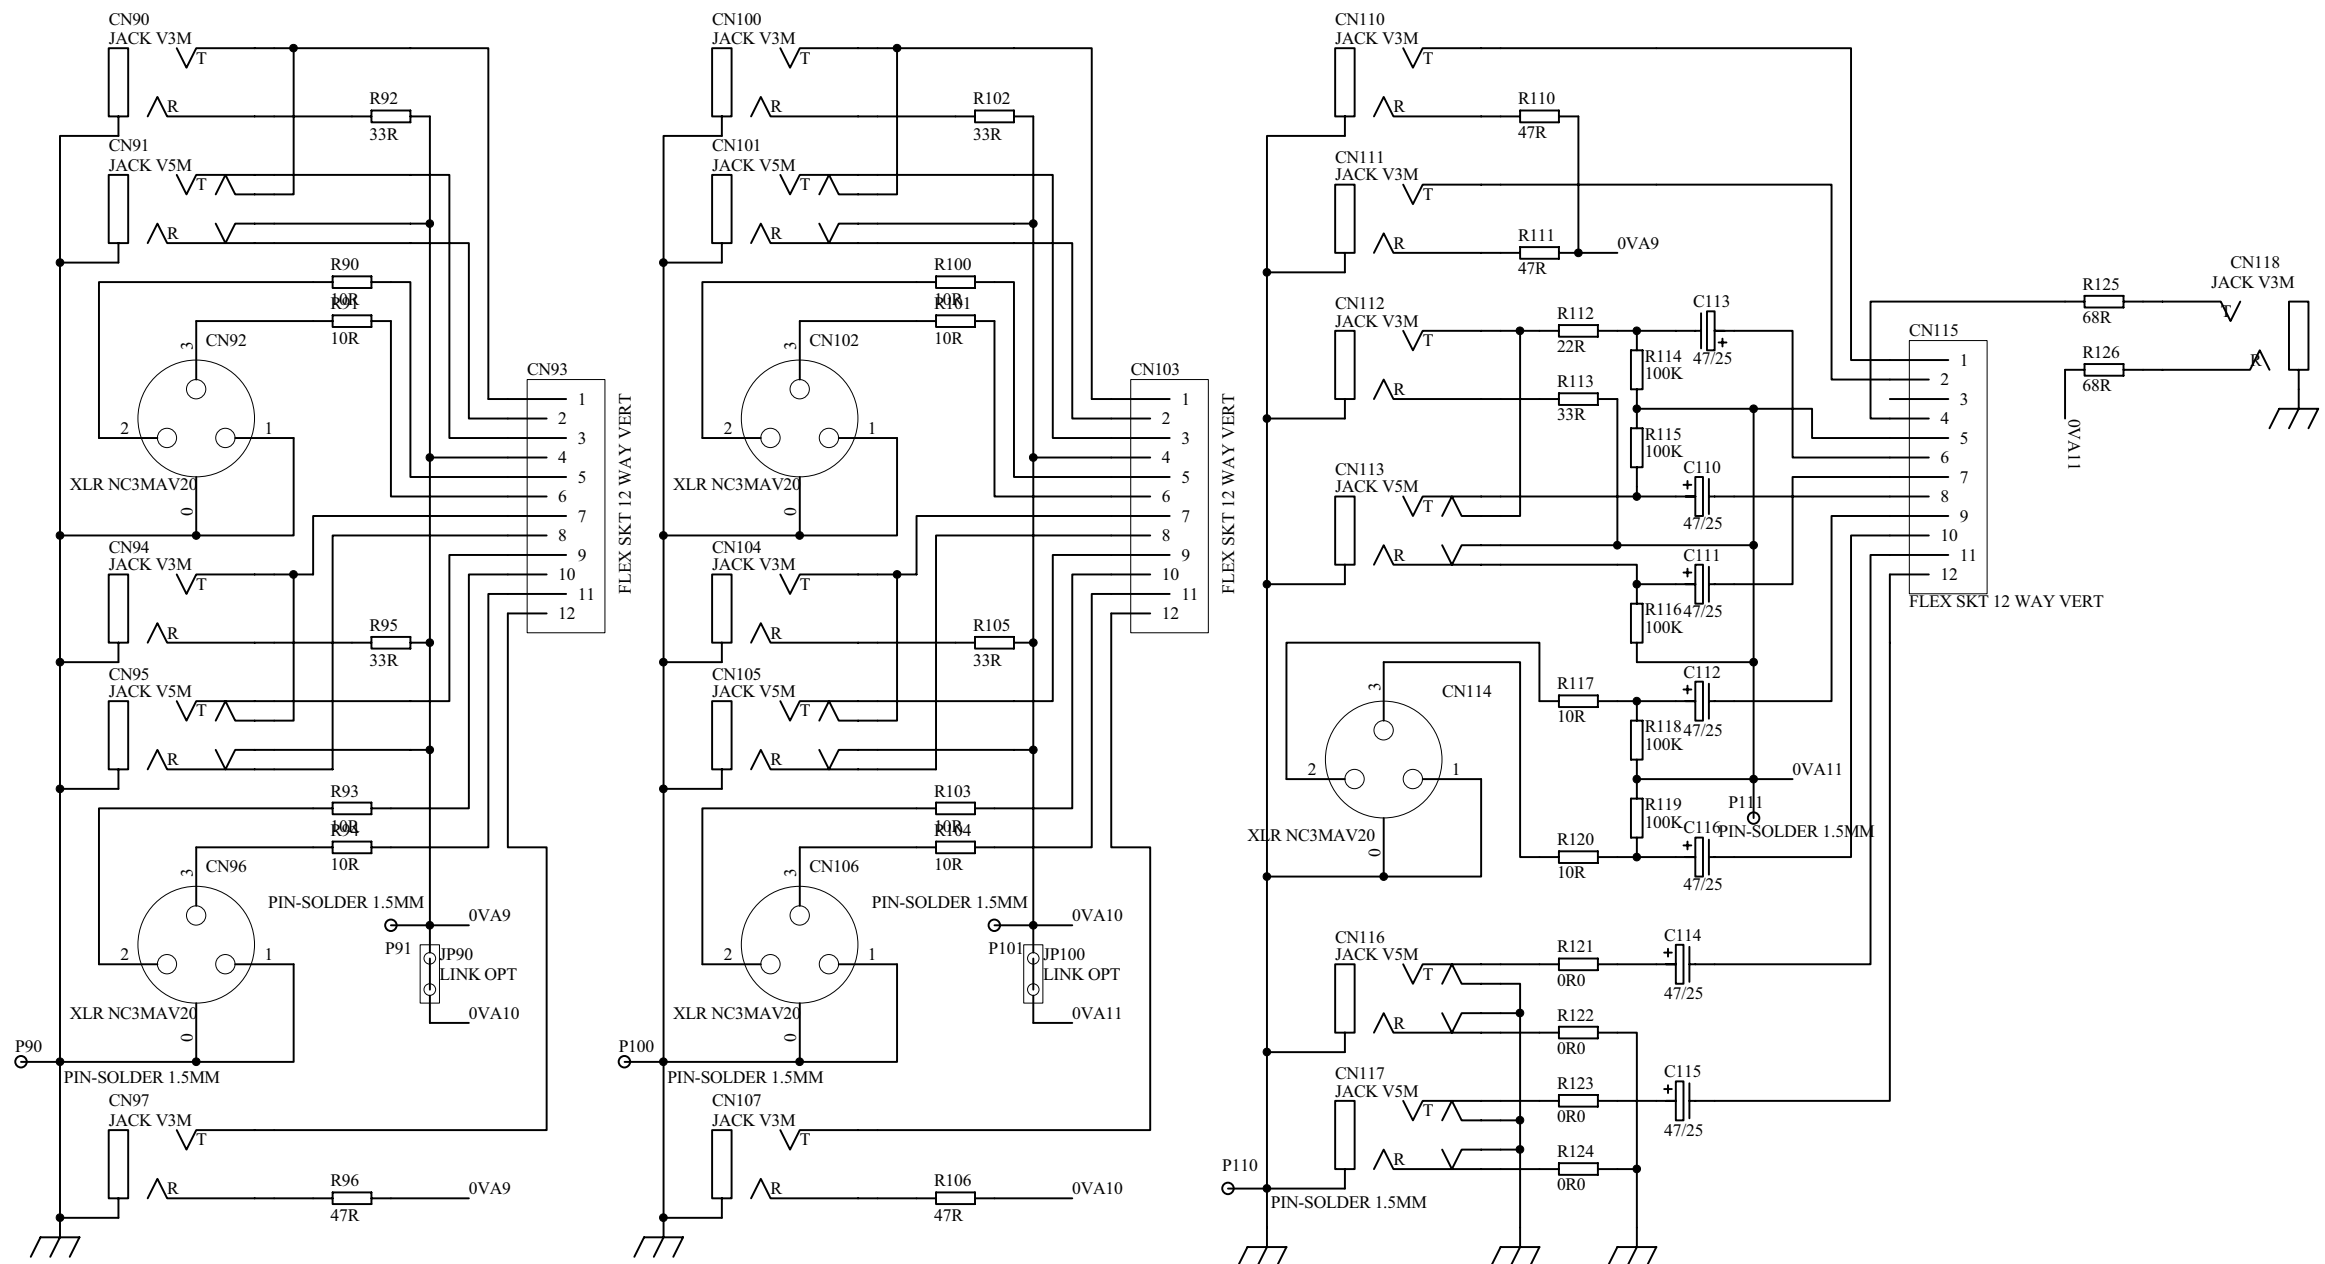 CN90
JACK V3M
T
R
R92
33R
CN91
JACK V5M
T
R
R90
10R
R91
10R
3
CN92
2
1
XLR NC3MAV20
0
CN93
1
2
3
4
5
6
7
8
9
10
11
12
FLEX SKT 12 WAY VERT
CN94
JACK V3M
T
R
R95
33R
CN95
JACK V5M
T
R
R93
10R
R94
10R
3
CN96
2
1
XLR NC3MAV20
0
PIN-SOLDER 1.5MM
P91
0VA9
JP90
LINK OPT
0VA10
P90
PIN-SOLDER 1.5MM
CN97
JACK V3M
T
R
R96
47R
0VA9
CN100
JACK V3M
T
R
R102
33R
CN101
JACK V5M
T
R
R100
10R
R101
10R
3
CN102
2
1
XLR NC3MAV20
0
CN103
1
2
3
4
5
6
7
8
9
10
11
12
FLEX SKT 12 WAY VERT
CN104
JACK V3M
T
R
R105
33R
CN105
JACK V5M
T
R
R103
10R
R104
10R
3
CN106
2
1
XLR NC3MAV20
0
PIN-SOLDER 1.5MM
P101
0VA10
JP100
LINK OPT
0VA11
P100
PIN-SOLDER 1.5MM
CN107
JACK V3M
T
R
R106
47R
0VA10
CN110
JACK V3M
T
R
R110
47R
CN111
JACK V3M
T
R
R111
47R
0VA9
CN112
JACK V3M
T
R
R112
22R
C113
+
47/25
R114
100K
R113
33R
R115
100K
CN113
JACK V5M
T
R
C110
+
47/25
C111
+
47/25
R116
100K
CN114
3
2
1
XLR NC3MAV20
0
R117
10R
C112
+
47/25
R118
100K
0VA11
P111
PIN-SOLDER 1.5MM
R119
100K
C116
+
47/25
R120
10R
CN115
1
2
3
4
5
6
7
8
9
10
11
12
FLEX SKT 12 WAY VERT
R125
68R
R126
68R
0VA11
CN118
JACK V3M
T
R
CN116
JACK V5M
T
R
R121
0R0
C114
+
47/25
R122
0R0
CN117
JACK V5M
T
R
R123
0R0
C115
+
47/25
R124
0R0
P110
PIN-SOLDER 1.5MM